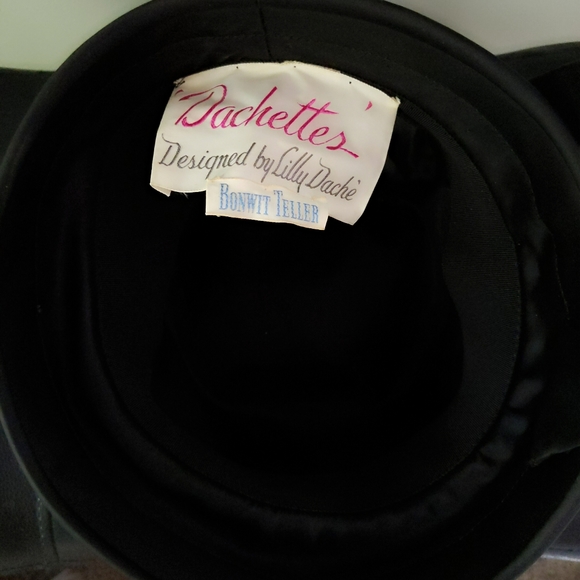 'Dachettes'
Designed by Lilly Daché
BONWIT TELLER